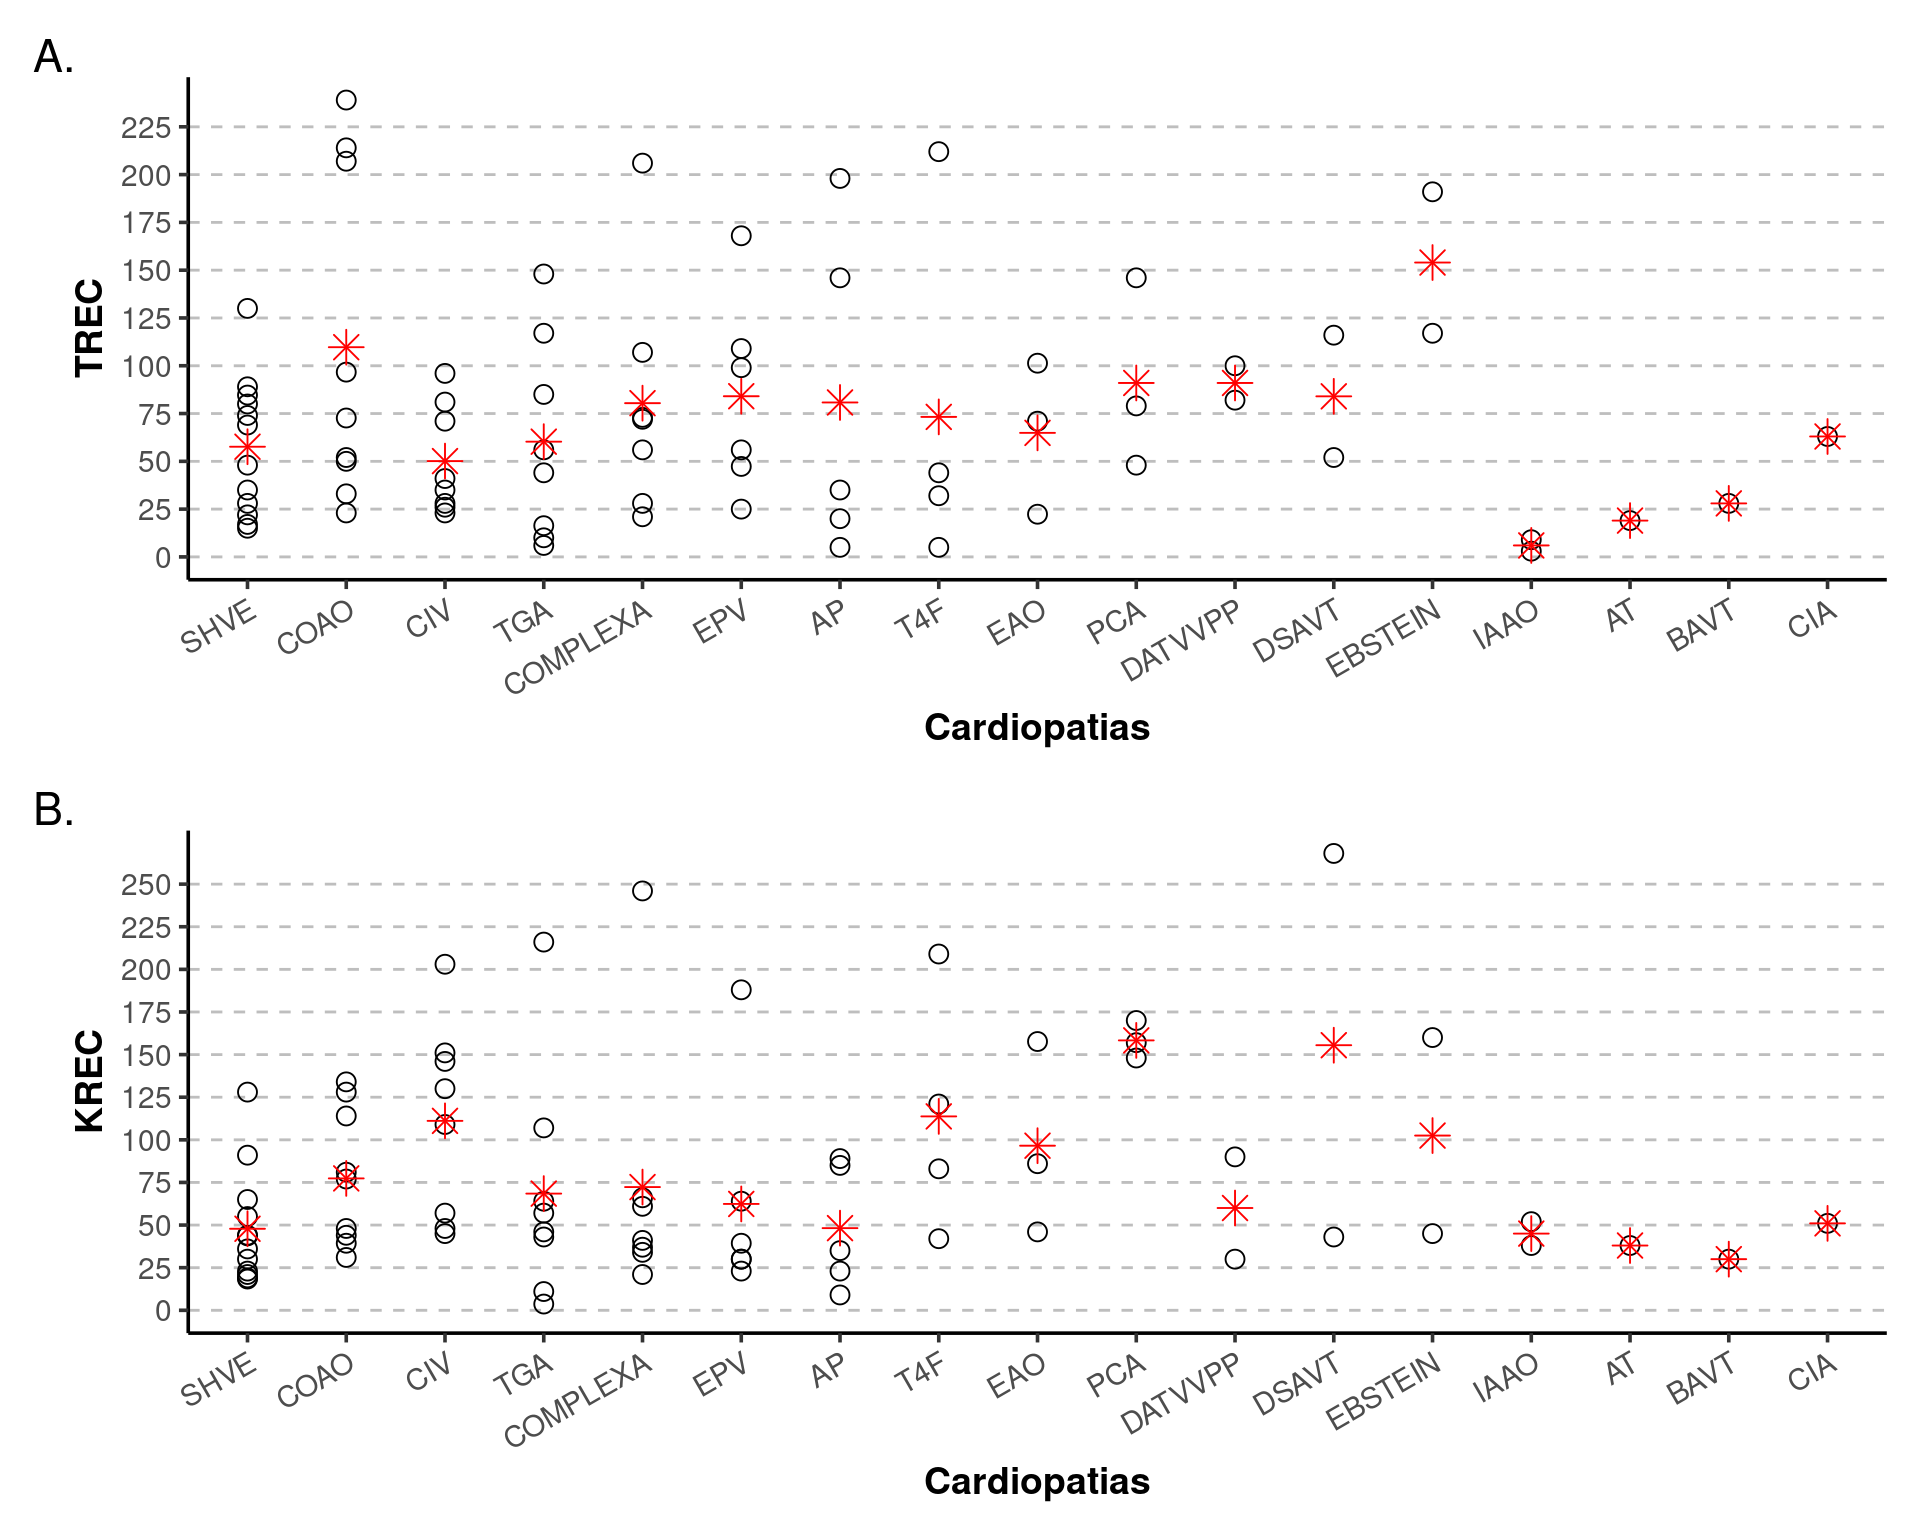 A.
TREC
225
200
175
150
125
100
75
50
25
0
SHVE COAO CIV TGA COMPLEXA EPV AP T4F EAO PCA DATVVPP DSAVT EBSTEIN IAAO AT BAVT CIA
Cardiopatias
B.
KREC
250
225
200
175
150
125
100
75
50
25
0
SHVE COAO CIV TGA COMPLEXA EPV AP T4F EAO PCA DATVVPP DSAVT EBSTEIN IAAO AT BAVT CIA
Cardiopatias